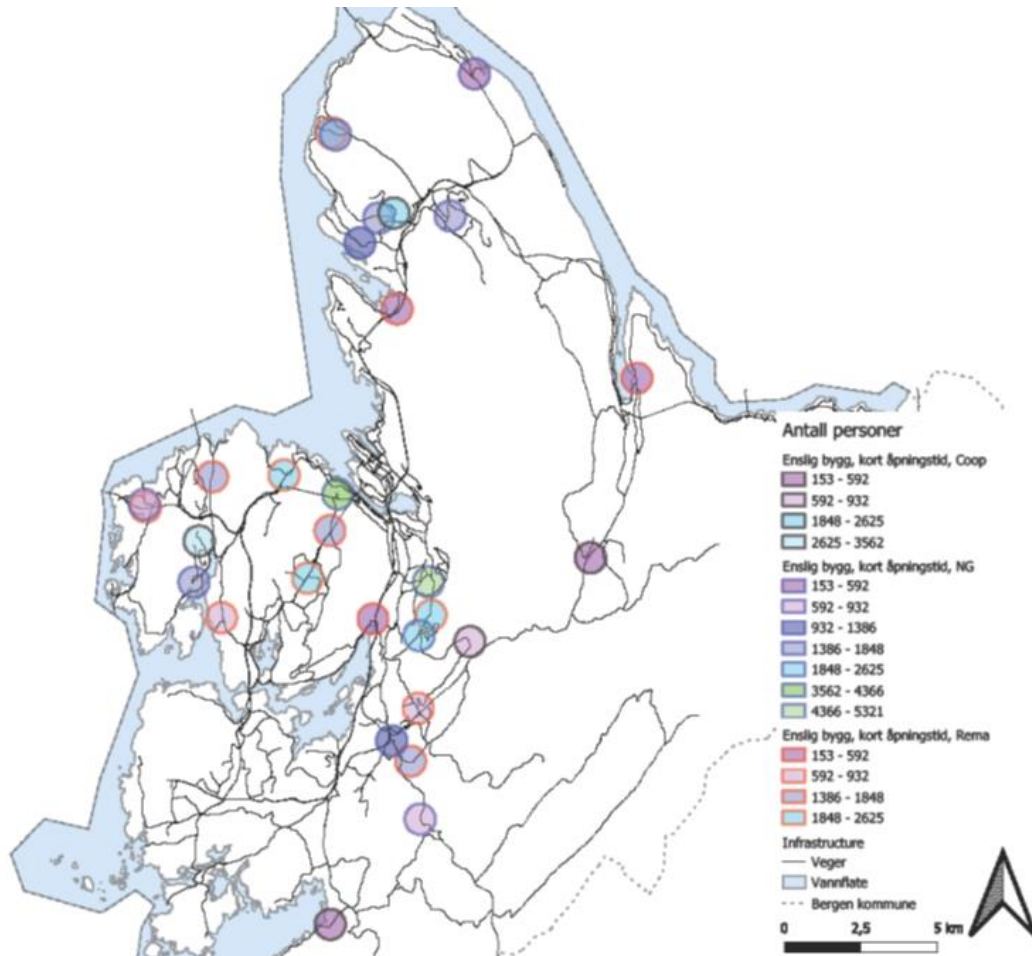 Antall personer
Enslig bygg, kort åpningstid, Coop
153 - 592
592 - 932
1848 - 2625
2625 - 3562
Enslig bygg, kort åpningstid, NG
153 - 592
592 - 932
932 - 1386
1386 - 1848
1848 - 2625
3562 - 4366
4366 - 5321
Enslig bygg, kort åpningstid, Rema
153 - 592
592 - 932
1386 - 1848
1848 - 2625
Infrastructure
Veger
Vannflate
Bergen kommune
0 2,5 5 km